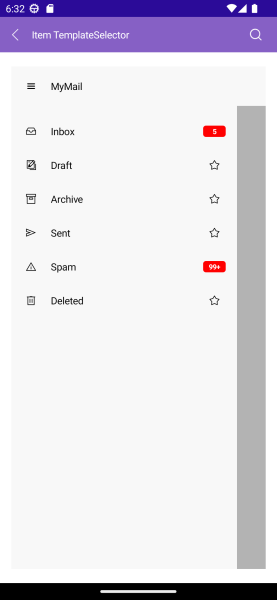 6:32
Item TemplateSelector
MyMail
Inbox 5
Draft
Archive
Sent
Spam 99+
Deleted